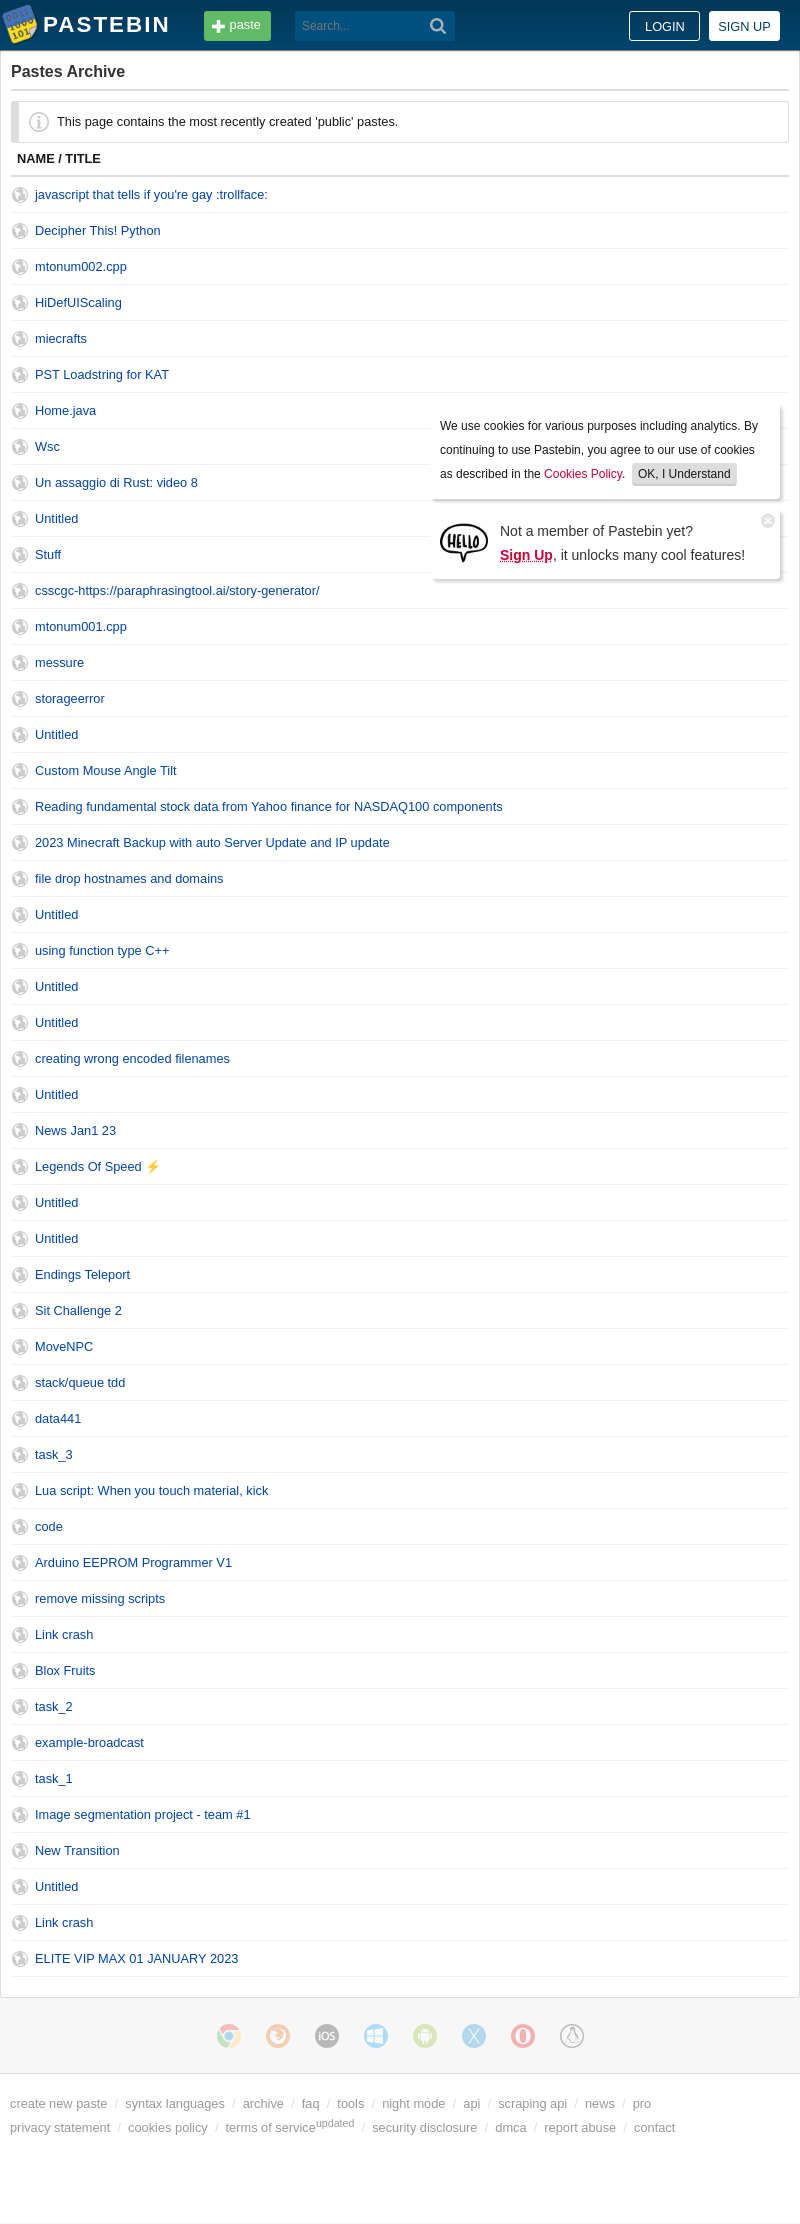 PASTEBIN paste Search... LOGIN SIGN UP
Pastes Archive
This page contains the most recently created 'public' pastes.
NAME / TITLE
javascript that tells if you're gay :trollface:
Decipher This! Python
mtonum002.cpp
HiDefUIScaling
miecrafts
PST Loadstring for KAT
Home.java
Wsc
Un assaggio di Rust: video 8
Untitled
Stuff
csscgc-https://paraphrasingtool.ai/story-generator/
We use cookies for various purposes including analytics. By
continuing to use Pastebin, you agree to our use of cookies
as described in the Cookies Policy. OK, I Understand
HELLO
Not a member of Pastebin yet?
Sign Up, it unlocks many cool features!
mtonum001.cpp
messure
storageerror
Untitled
Custom Mouse Angle Tilt
Reading fundamental stock data from Yahoo finance for NASDAQ100 components
2023 Minecraft Backup with auto Server Update and IP update
file drop hostnames and domains
Untitled
using function type C++
Untitled
Untitled
creating wrong encoded filenames
Untitled
News Jan1 23
Legends Of Speed ⚡
Untitled
Untitled
Endings Teleport
Sit Challenge 2
MoveNPC
stack/queue tdd
data441
task_3
Lua script: When you touch material, kick
code
Arduino EEPROM Programmer V1
remove missing scripts
Link crash
Blox Fruits
task_2
example-broadcast
task_1
Image segmentation project - team #1
New Transition
Untitled
Link crash
ELITE VIP MAX 01 JANUARY 2023
iOS
create new paste / syntax languages / archive / faq / tools / night mode / api / scraping api / news / pro
privacy statement / cookies policy / terms of service updated / security disclosure / dmca / report abuse / contact